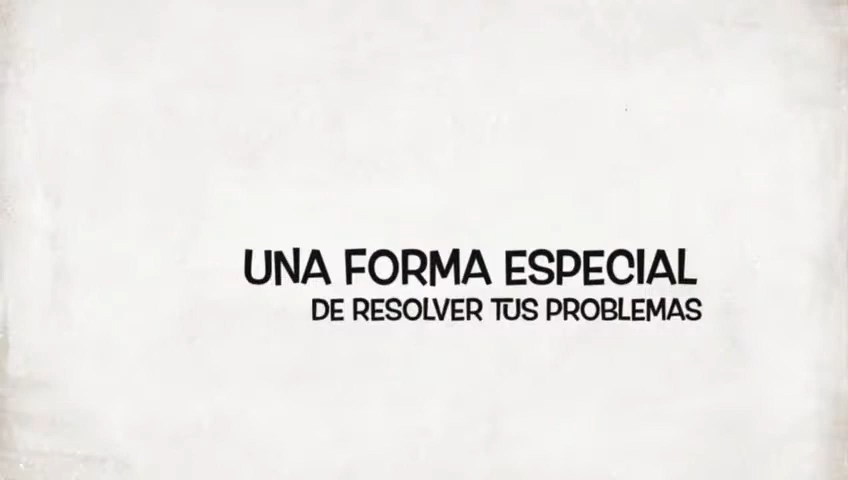 UNA FORMA ESPECIAL
DE RESOLVER TUS PROBLEMAS